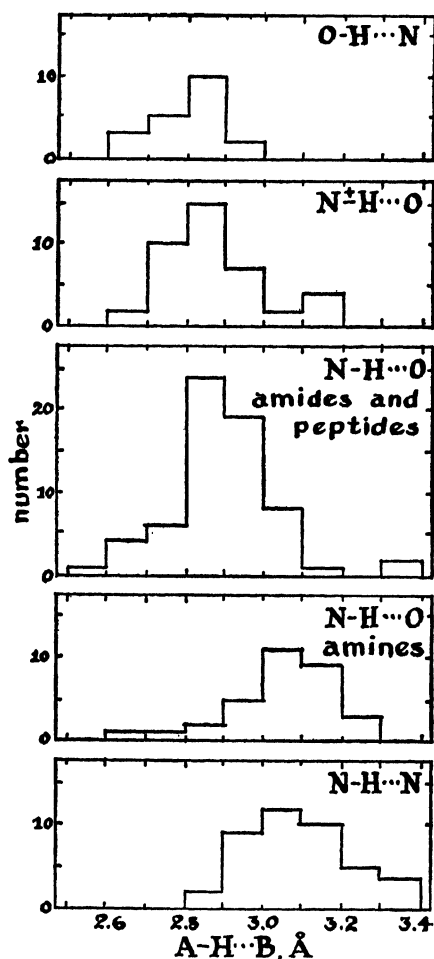 O-H···N
10
0
N⁺-H···O
10
0
N-H···O
amides and
peptides
20
10
0
number
N-H···O
amines
10
0
N-H···N
10
0
2.6 2.8 3.0 3.2 3.4
A-H···B, Å